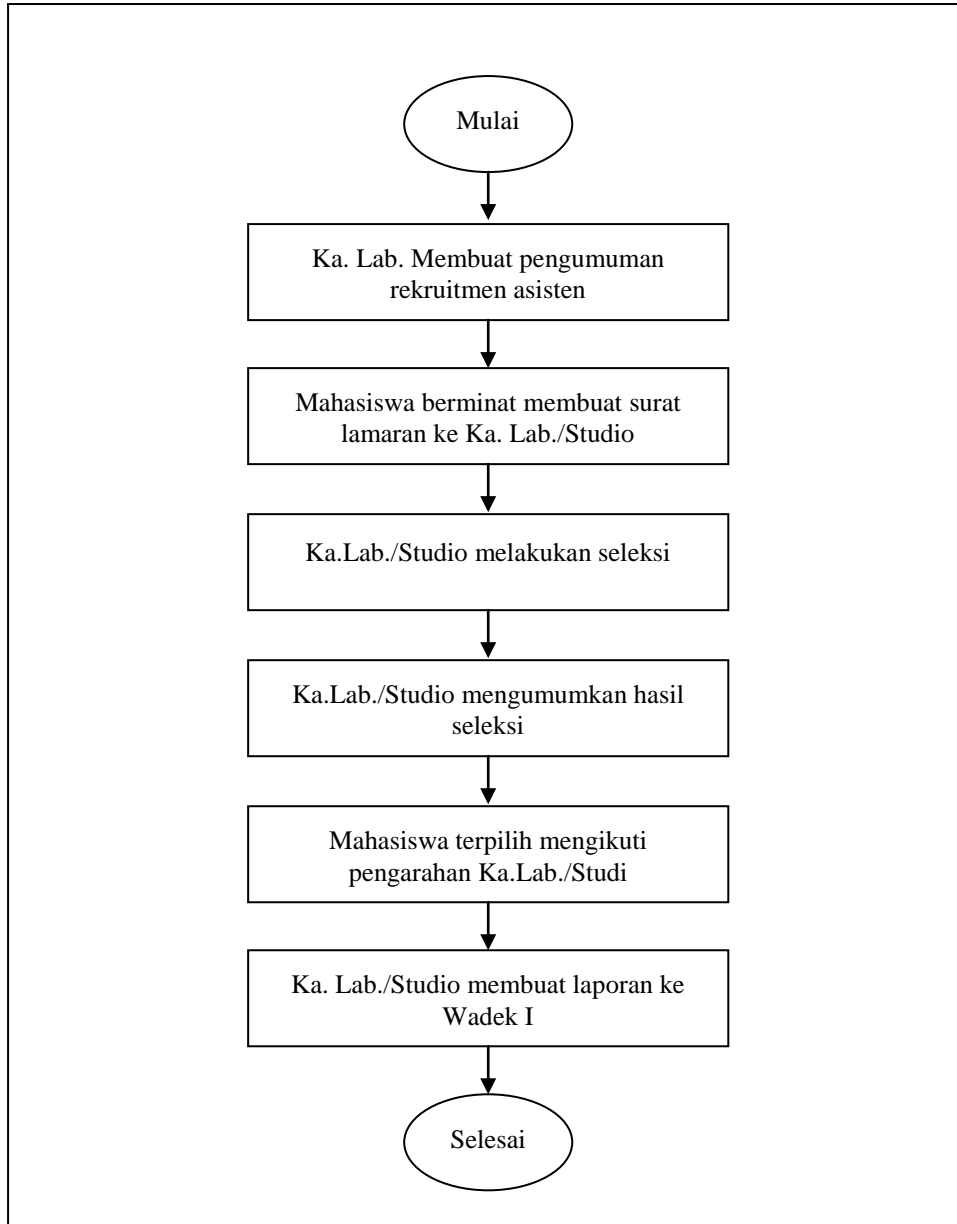 Mulai
Ka. Lab. Membuat pengumuman
rekruitmen asisten
Mahasiswa berminat membuat surat
lamaran ke Ka. Lab./Studio
Ka.Lab./Studio melakukan seleksi
Ka.Lab./Studio mengumumkan hasil
seleksi
Mahasiswa terpilih mengikuti
pengarahan Ka.Lab./Studi
Ka. Lab./Studio membuat laporan ke
Wadek I
Selesai